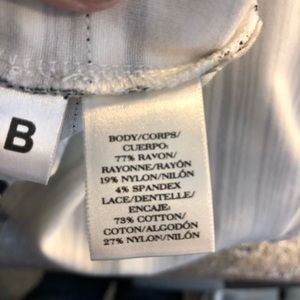 B
BODY/CORPS/
CUERPO:
77% RAYON/
RAYONNE/RAYÓN
19% NYLON/NILÓN
4% SPANDEX
LACE/DENTELLE/
ENCAJE:
73% COTTON/
COTON/ALGODÓN
27% NYLON/NILÓN